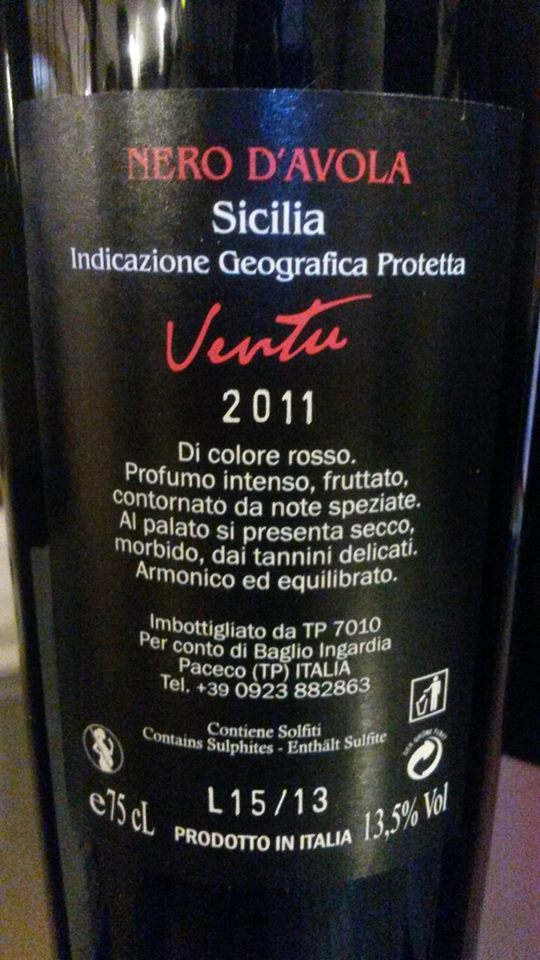 NERO D'AVOLA
Sicilia
Indicazione Geografica Protetta
Ventu
2011
Di colore rosso.
Profumo intenso, fruttato,
contornato da note speziate.
Al palato si presenta secco,
morbido, dai tannini delicati.
Armonico ed equilibrato.
Imbottigliato da TP 7010
Per conto di Baglio Ingardia
Paceco (TP) ITALIA
Tel. +39 0923 882863
Contiene Solfiti
Contains Sulphites - Enthält Sulfite
e75 cL
L15/13
13,5% Vol
PRODOTTO IN ITALIA